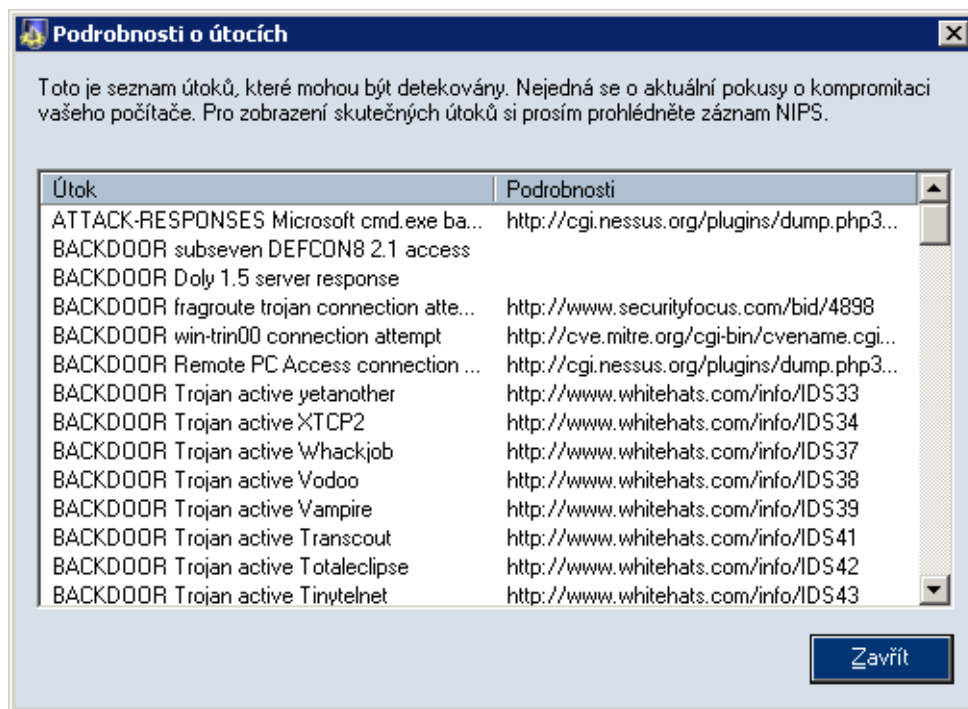 Podrobnosti o útocích
Toto je seznam útoků, které mohou být detekovány. Nejedná se o aktuální pokusy o kompromitaci
vašeho počítače. Pro zobrazení skutečných útoků si prosím prohlédněte záznam NIPS.
Útok Podrobnosti
ATTACK-RESPONSES Microsoft cmd.exe ba... http://cgi.nessus.org/plugins/dump.php3...
BACKDOOR subseven DEFCON8 2.1 access
BACKDOOR Doly 1.5 server response
BACKDOOR fragroute trojan connection atte... http://www.securityfocus.com/bid/4898
BACKDOOR win-trin00 connection attempt http://cve.mitre.org/cgi-bin/cvename.cgi...
BACKDOOR Remote PC Access connection ... http://cgi.nessus.org/plugins/dump.php3...
BACKDOOR Trojan active yetanother http://www.whitehats.com/info/IDS33
BACKDOOR Trojan active XTCP2 http://www.whitehats.com/info/IDS34
BACKDOOR Trojan active Whackjob http://www.whitehats.com/info/IDS37
BACKDOOR Trojan active Vodoo http://www.whitehats.com/info/IDS38
BACKDOOR Trojan active Vampire http://www.whitehats.com/info/IDS39
BACKDOOR Trojan active Transcout http://www.whitehats.com/info/IDS41
BACKDOOR Trojan active Totaleclipse http://www.whitehats.com/info/IDS42
BACKDOOR Trojan active Tinytelnet http://www.whitehats.com/info/IDS43
Zavřít